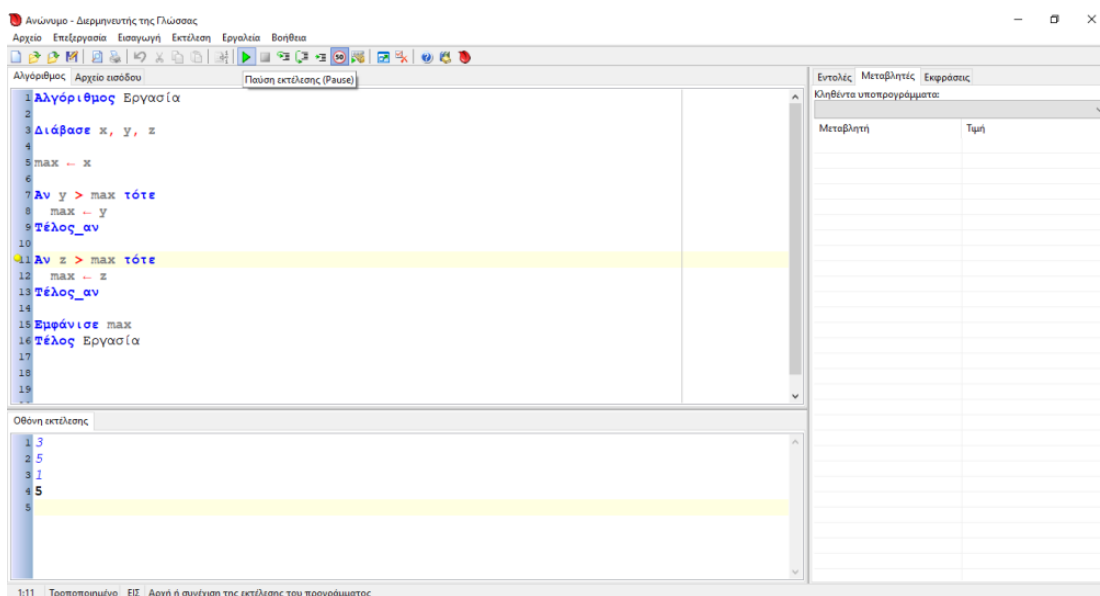 Ανώνυμο - Διερμηνευτής της Γλώσσας
Αρχείο Επεξεργασία Εισαγωγή Εκτέλεση Εργαλεία Βοήθεια
50
Αλγόριθμος Αρχείο εισόδου
Παύση εκτέλεσης (Pause)
1 Αλγόριθμος Εργασία
2
3 Διάβασε x, y, z
4
5 max ← x
6
7 Αν y > max τότε
8 max ← y
9 Τέλος_αν
10
11 Αν z > max τότε
12 max ← z
13 Τέλος_αν
14
15 Εμφάνισε max
16 Τέλος Εργασία
17
18
19
Οθόνη εκτέλεσης
1 3
2 5
3 1
4 5
5
Εντολές Μεταβλητές Εκφράσεις
Κληθέντα υποπρογράμματα:
Μεταβλητή Τιμή
1:11 Τροποποιημένο ΕΙΣ Αρχή ή συνέχιση της εκτέλεσης του προγράμματος